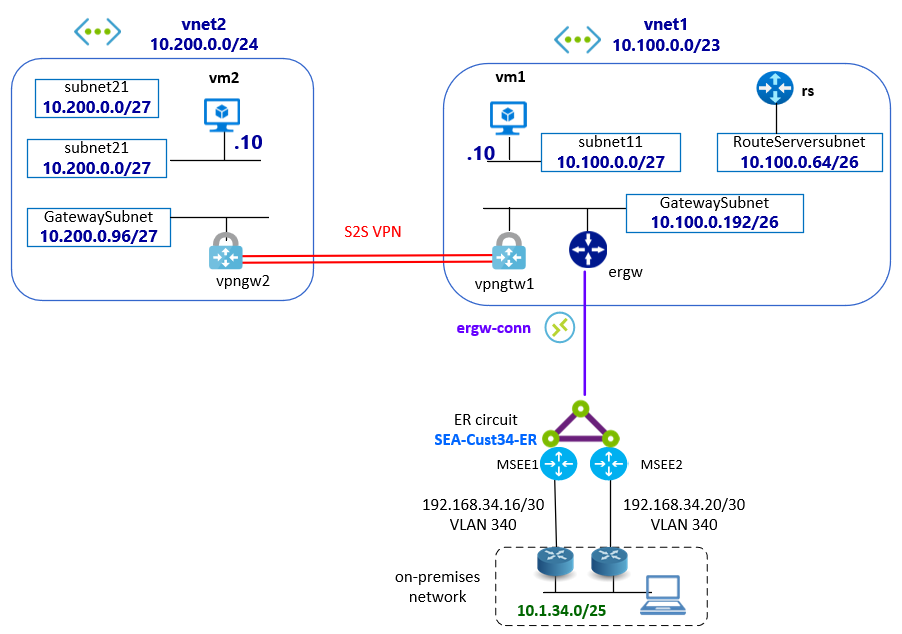 vnet2
10.200.0.0/24
vnet1
10.100.0.0/23
subnet21
10.200.0.0/27
vm2
.10
subnet21
10.200.0.0/27
GatewaySubnet
10.200.0.96/27
vpngw2
S2S VPN
vm1
.10
subnet11
10.100.0.0/27
rs
RouteServersubnet
10.100.0.64/26
GatewaySubnet
10.100.0.192/26
vpngtw1
ergw
ergw-conn
ER circuit
SEA-Cust34-ER
MSEE1
MSEE2
192.168.34.16/30
VLAN 340
192.168.34.20/30
VLAN 340
on-premises
network
10.1.34.0/25